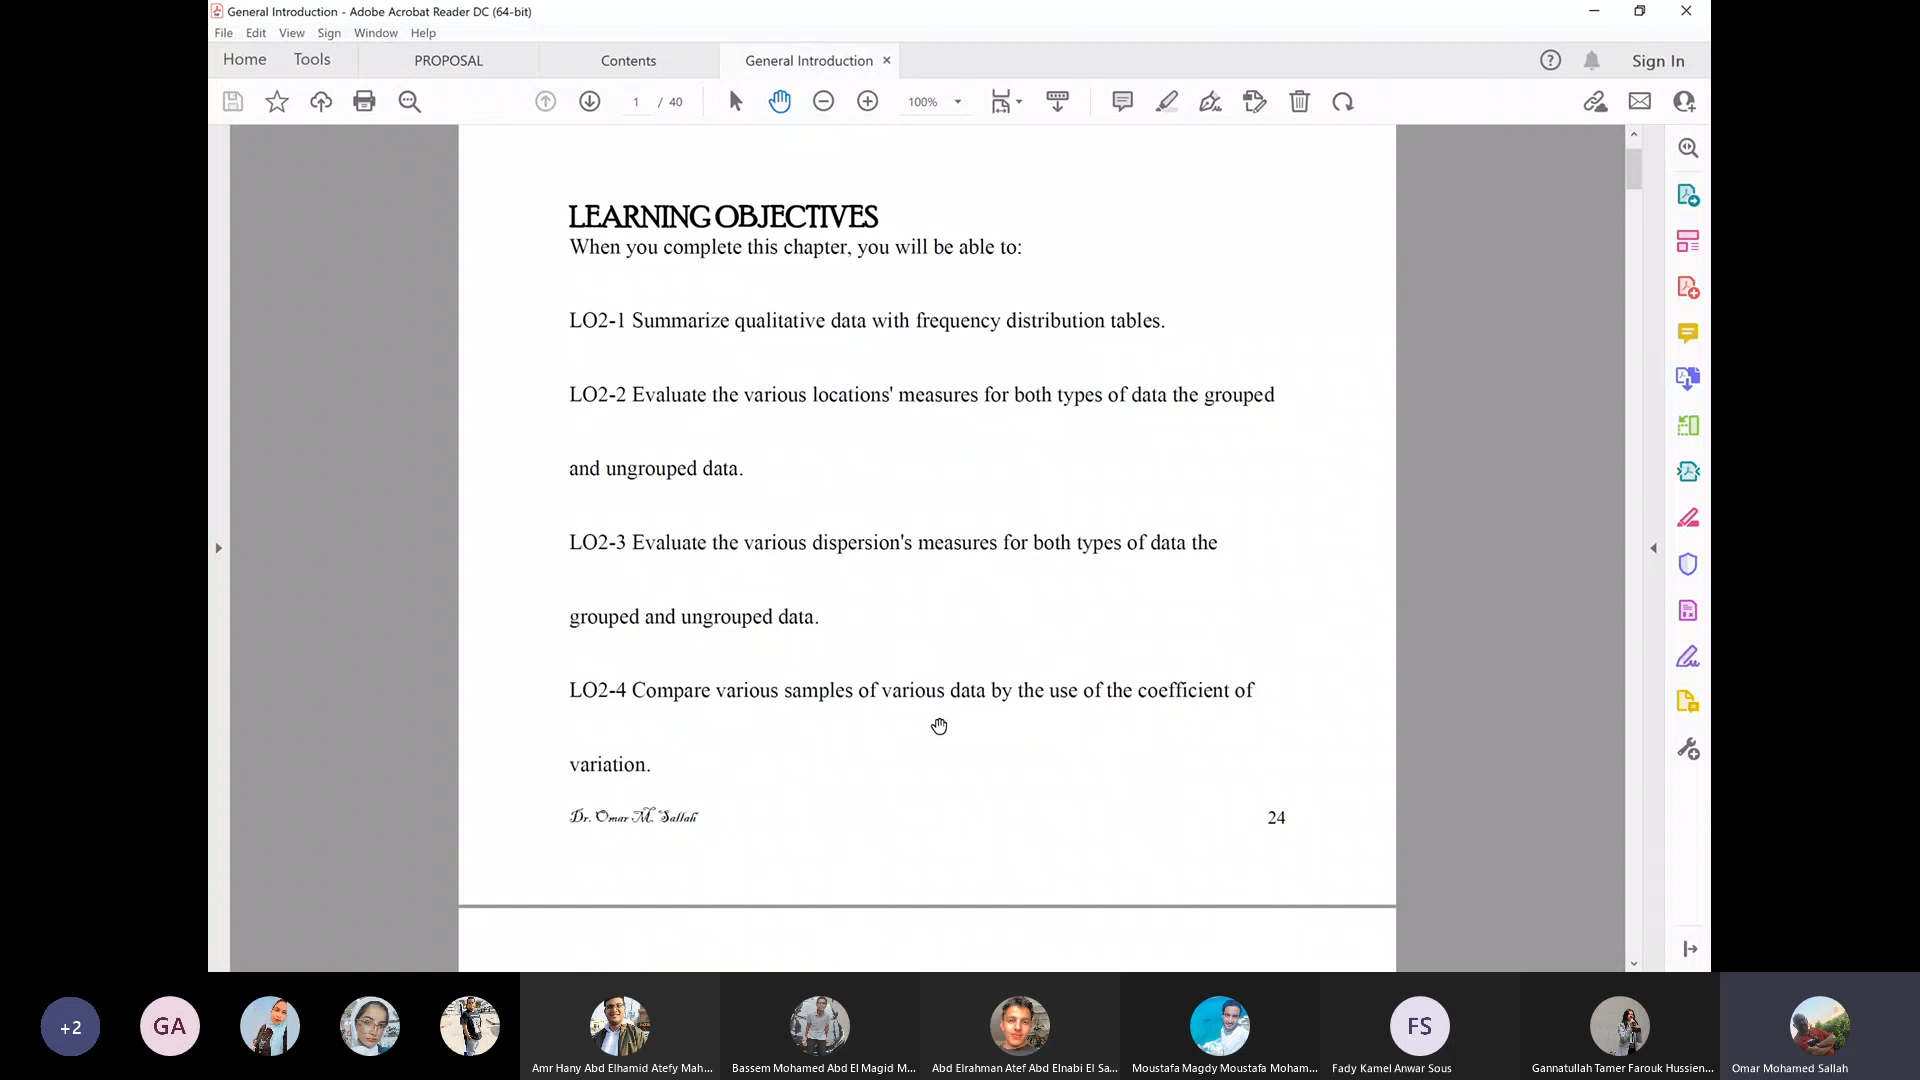 General Introduction - Adobe Acrobat Reader DC (64-bit)
File Edit View Sign Window Help
Home Tools PROPOSAL Contents General Introduction Sign In
1 / 40 100%
LEARNING OBJECTIVES
When you complete this chapter, you will be able to:
LO2-1 Summarize qualitative data with frequency distribution tables.
LO2-2 Evaluate the various locations' measures for both types of data the grouped
and ungrouped data.
LO2-3 Evaluate the various dispersion's measures for both types of data the
grouped and ungrouped data.
LO2-4 Compare various samples of various data by the use of the coefficient of
variation.
Dr. Omar M. Sallah 24
+2 GA FS
Amr Hany Abd Elhamid Atefy Mah... Bassem Mohamed Abd El Magid M... Abd Elrahman Atef Abd Elnabi El Sa... Moustafa Magdy Moustafa Moham... Fady Kamel Anwar Sous Gannatullah Tamer Farouk Hussien... Omar Mohamed Sallah